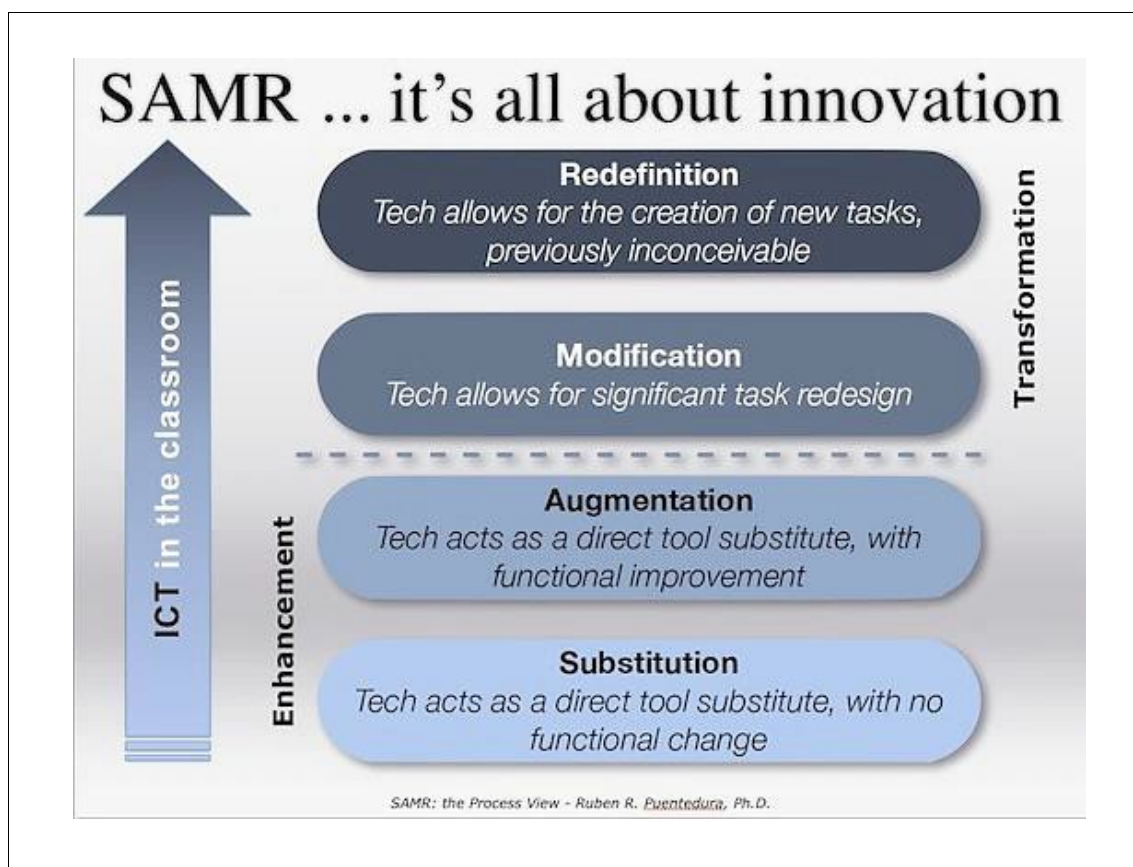 SAMR ... it's all about innovation
Redefinition
Tech allows for the creation of new tasks,
previously inconceivable
Modification
Tech allows for significant task redesign
Transformation
Augmentation
Tech acts as a direct tool substitute, with
functional improvement
Substitution
Tech acts as a direct tool substitute, with no
functional change
Enhancement
ICT in the classroom
SAMR: the Process View - Ruben R. Puentedura, Ph.D.